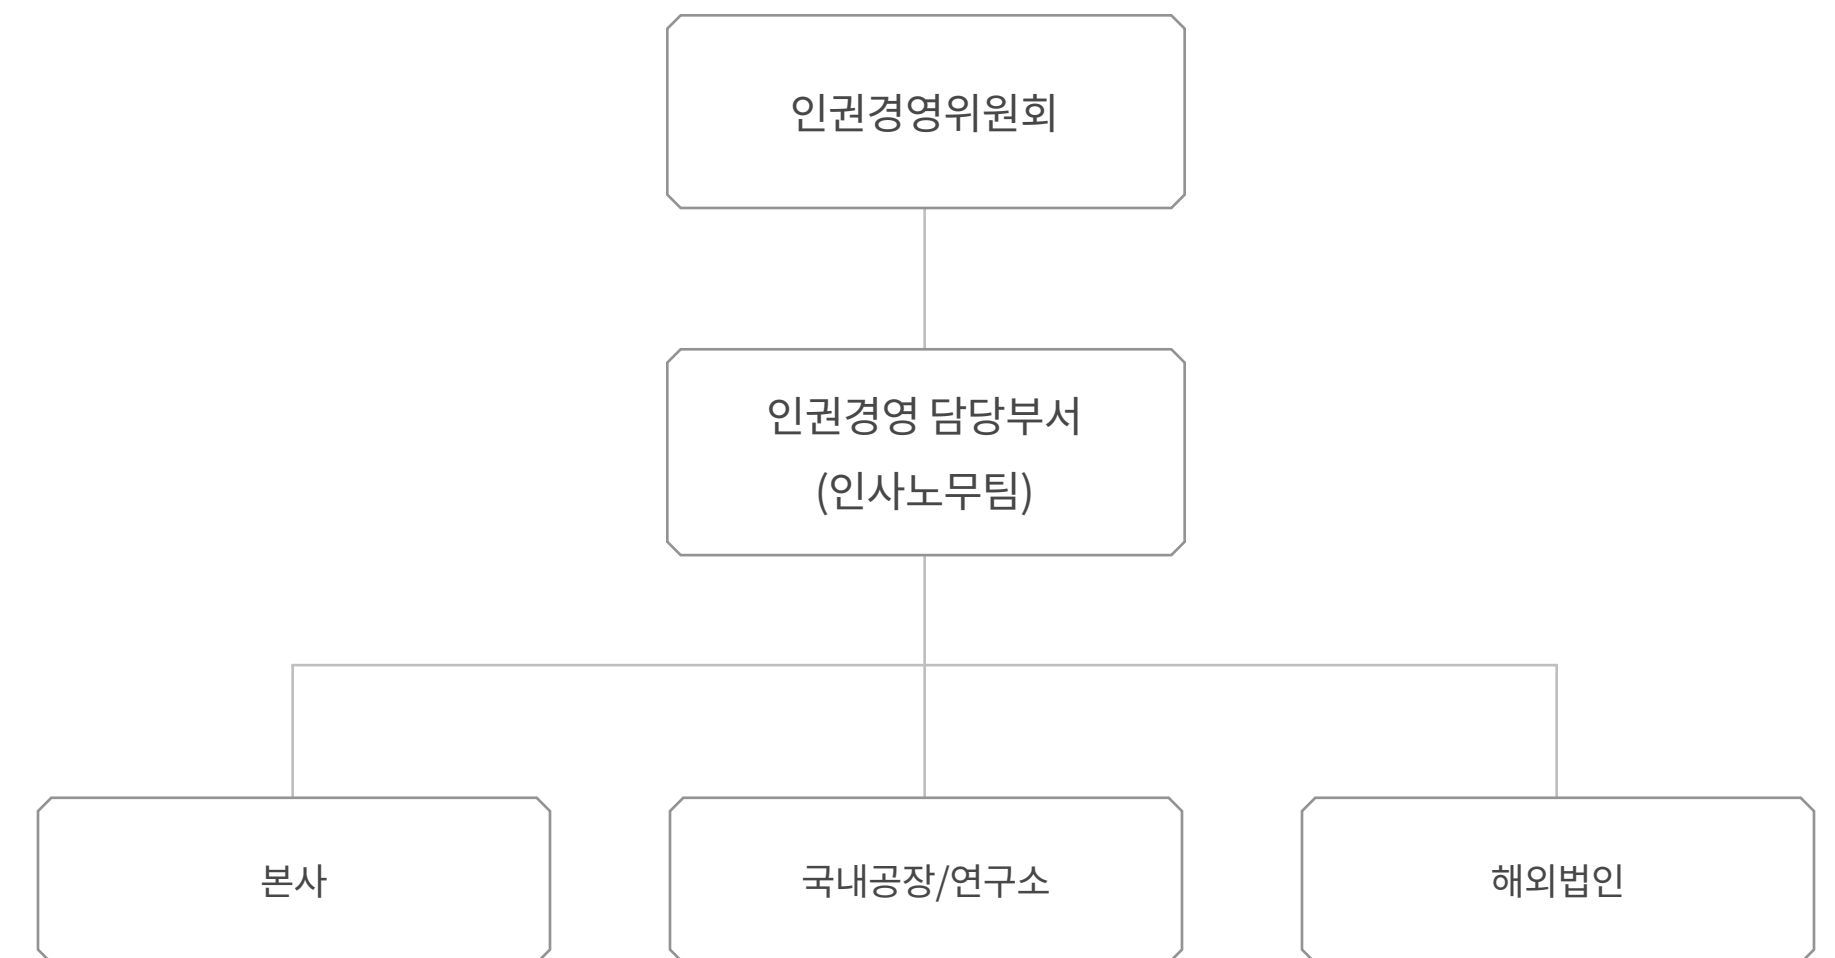 인권경영위원회
인권경영 담당부서
(인사노무팀)
본사
국내공장/연구소
해외법인